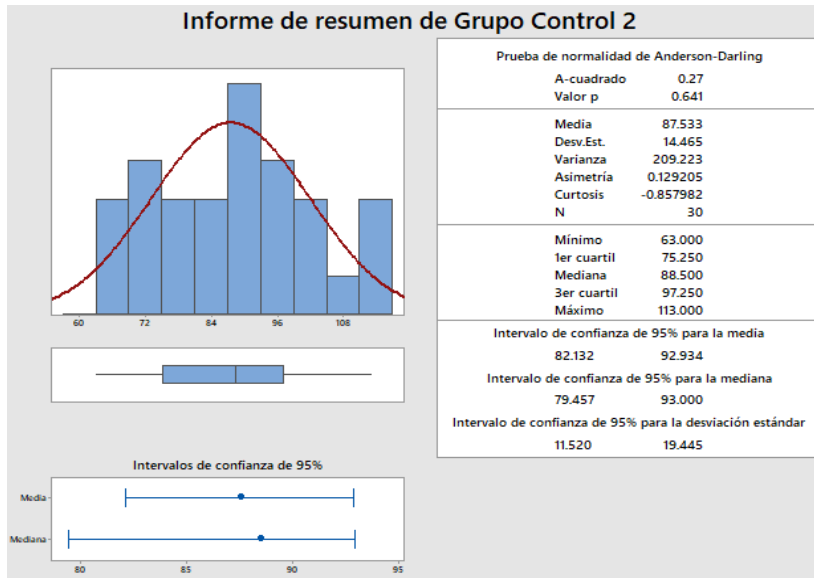 Informe de resumen de Grupo Control 2
60 72 84 96 108
Intervalos de confianza de 95%
Media
Mediana
80 85 90 95
Prueba de normalidad de Anderson-Darling
A-cuadrado 0.27
Valor p 0.641
Media 87.533
Desv.Est. 14.465
Varianza 209.223
Asimetría 0.129205
Curtosis -0.857982
N 30
Mínimo 63.000
1er cuartil 75.250
Mediana 88.500
3er cuartil 97.250
Máximo 113.000
Intervalo de confianza de 95% para la media
82.132 92.934
Intervalo de confianza de 95% para la mediana
79.457 93.000
Intervalo de confianza de 95% para la desviación estándar
11.520 19.445